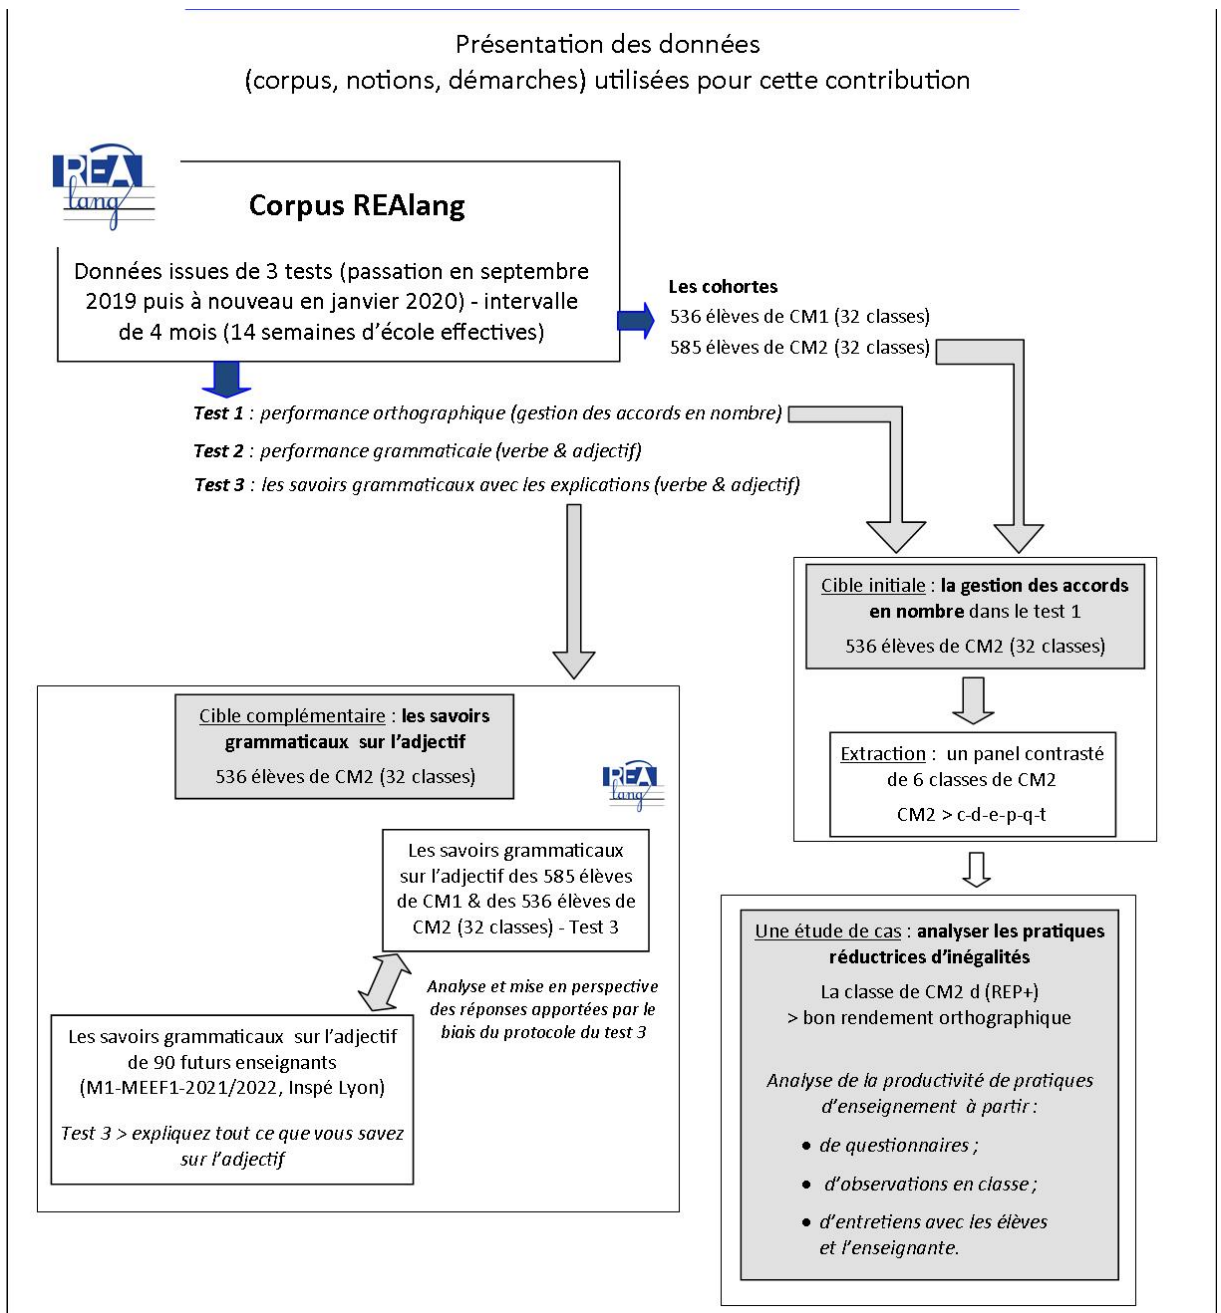 Présentation des données
(corpus, notions, démarches) utilisées pour cette contribution
REA
lang
Corpus REAlang
Données issues de 3 tests (passation en septembre
2019 puis à nouveau en janvier 2020) - intervalle
de 4 mois (14 semaines d'école effectives)
Les cohortes
536 élèves de CM1 (32 classes)
585 élèves de CM2 (32 classes)
Test 1 : performance orthographique (gestion des accords en nombre)
Test 2 : performance grammaticale (verbe & adjectif)
Test 3 : les savoirs grammaticaux avec les explications (verbe & adjectif)
Cible initiale : la gestion des accords
en nombre dans le test 1
536 élèves de CM2 (32 classes)
Extraction : un panel contrasté
de 6 classes de CM2
CM2 > c-d-e-p-q-t
Cible complémentaire : les savoirs
grammaticaux sur l'adjectif
536 élèves de CM2 (32 classes)
REA
lang
Les savoirs grammaticaux
sur l'adjectif des 585 élèves
de CM1 & des 536 élèves de
CM2 (32 classes) - Test 3
Analyse et mise en perspective
des réponses apportées par le
biais du protocole du test 3
Les savoirs grammaticaux sur l'adjectif
de 90 futurs enseignants
(M1-MEEF1-2021/2022, Inspé Lyon)
Test 3 > expliquez tout ce que vous savez
sur l'adjectif
Une étude de cas : analyser les pratiques
réductrices d'inégalités
La classe de CM2 d (REP+)
> bon rendement orthographique
Analyse de la productivité de pratiques
d'enseignement à partir :
• de questionnaires ;
• d'observations en classe ;
• d'entretiens avec les élèves
et l'enseignante.